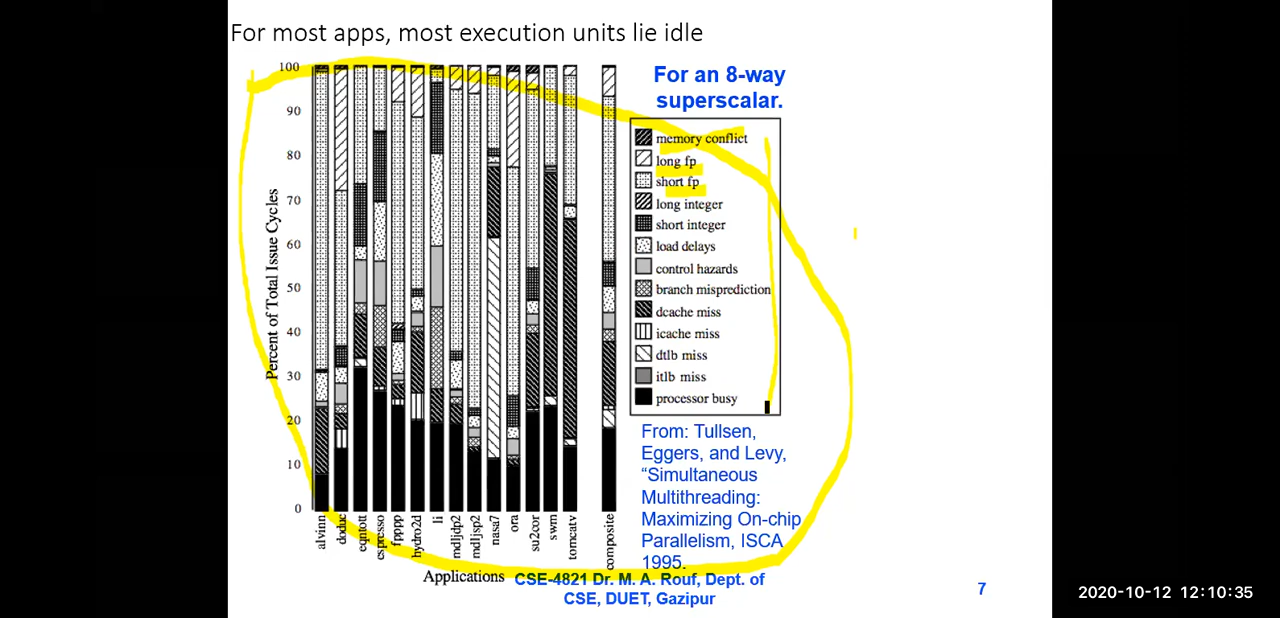 For most apps, most execution units lie idle
Percent of Total Issue Cycles
100
90
80
70
60
50
40
30
20
10
0
alvinn
doduc
eqntott
espresso
fpppp
hydro2d
li
mdljdp2
mdljsp2
nasa7
ora
su2cor
swm
tomcatv
composite
Applications
For an 8-way
superscalar.
memory conflict
long fp
short fp
long integer
short integer
load delays
control hazards
branch misprediction
dcache miss
icache miss
dtlb miss
itlb miss
processor busy
From: Tullsen,
Eggers, and Levy,
“Simultaneous
Multithreading:
Maximizing On-chip
Parallelism, ISCA
1995.
CSE-4821 Dr. M. A. Rouf, Dept. of
CSE, DUET, Gazipur
7
2020-10-12 12:10:35